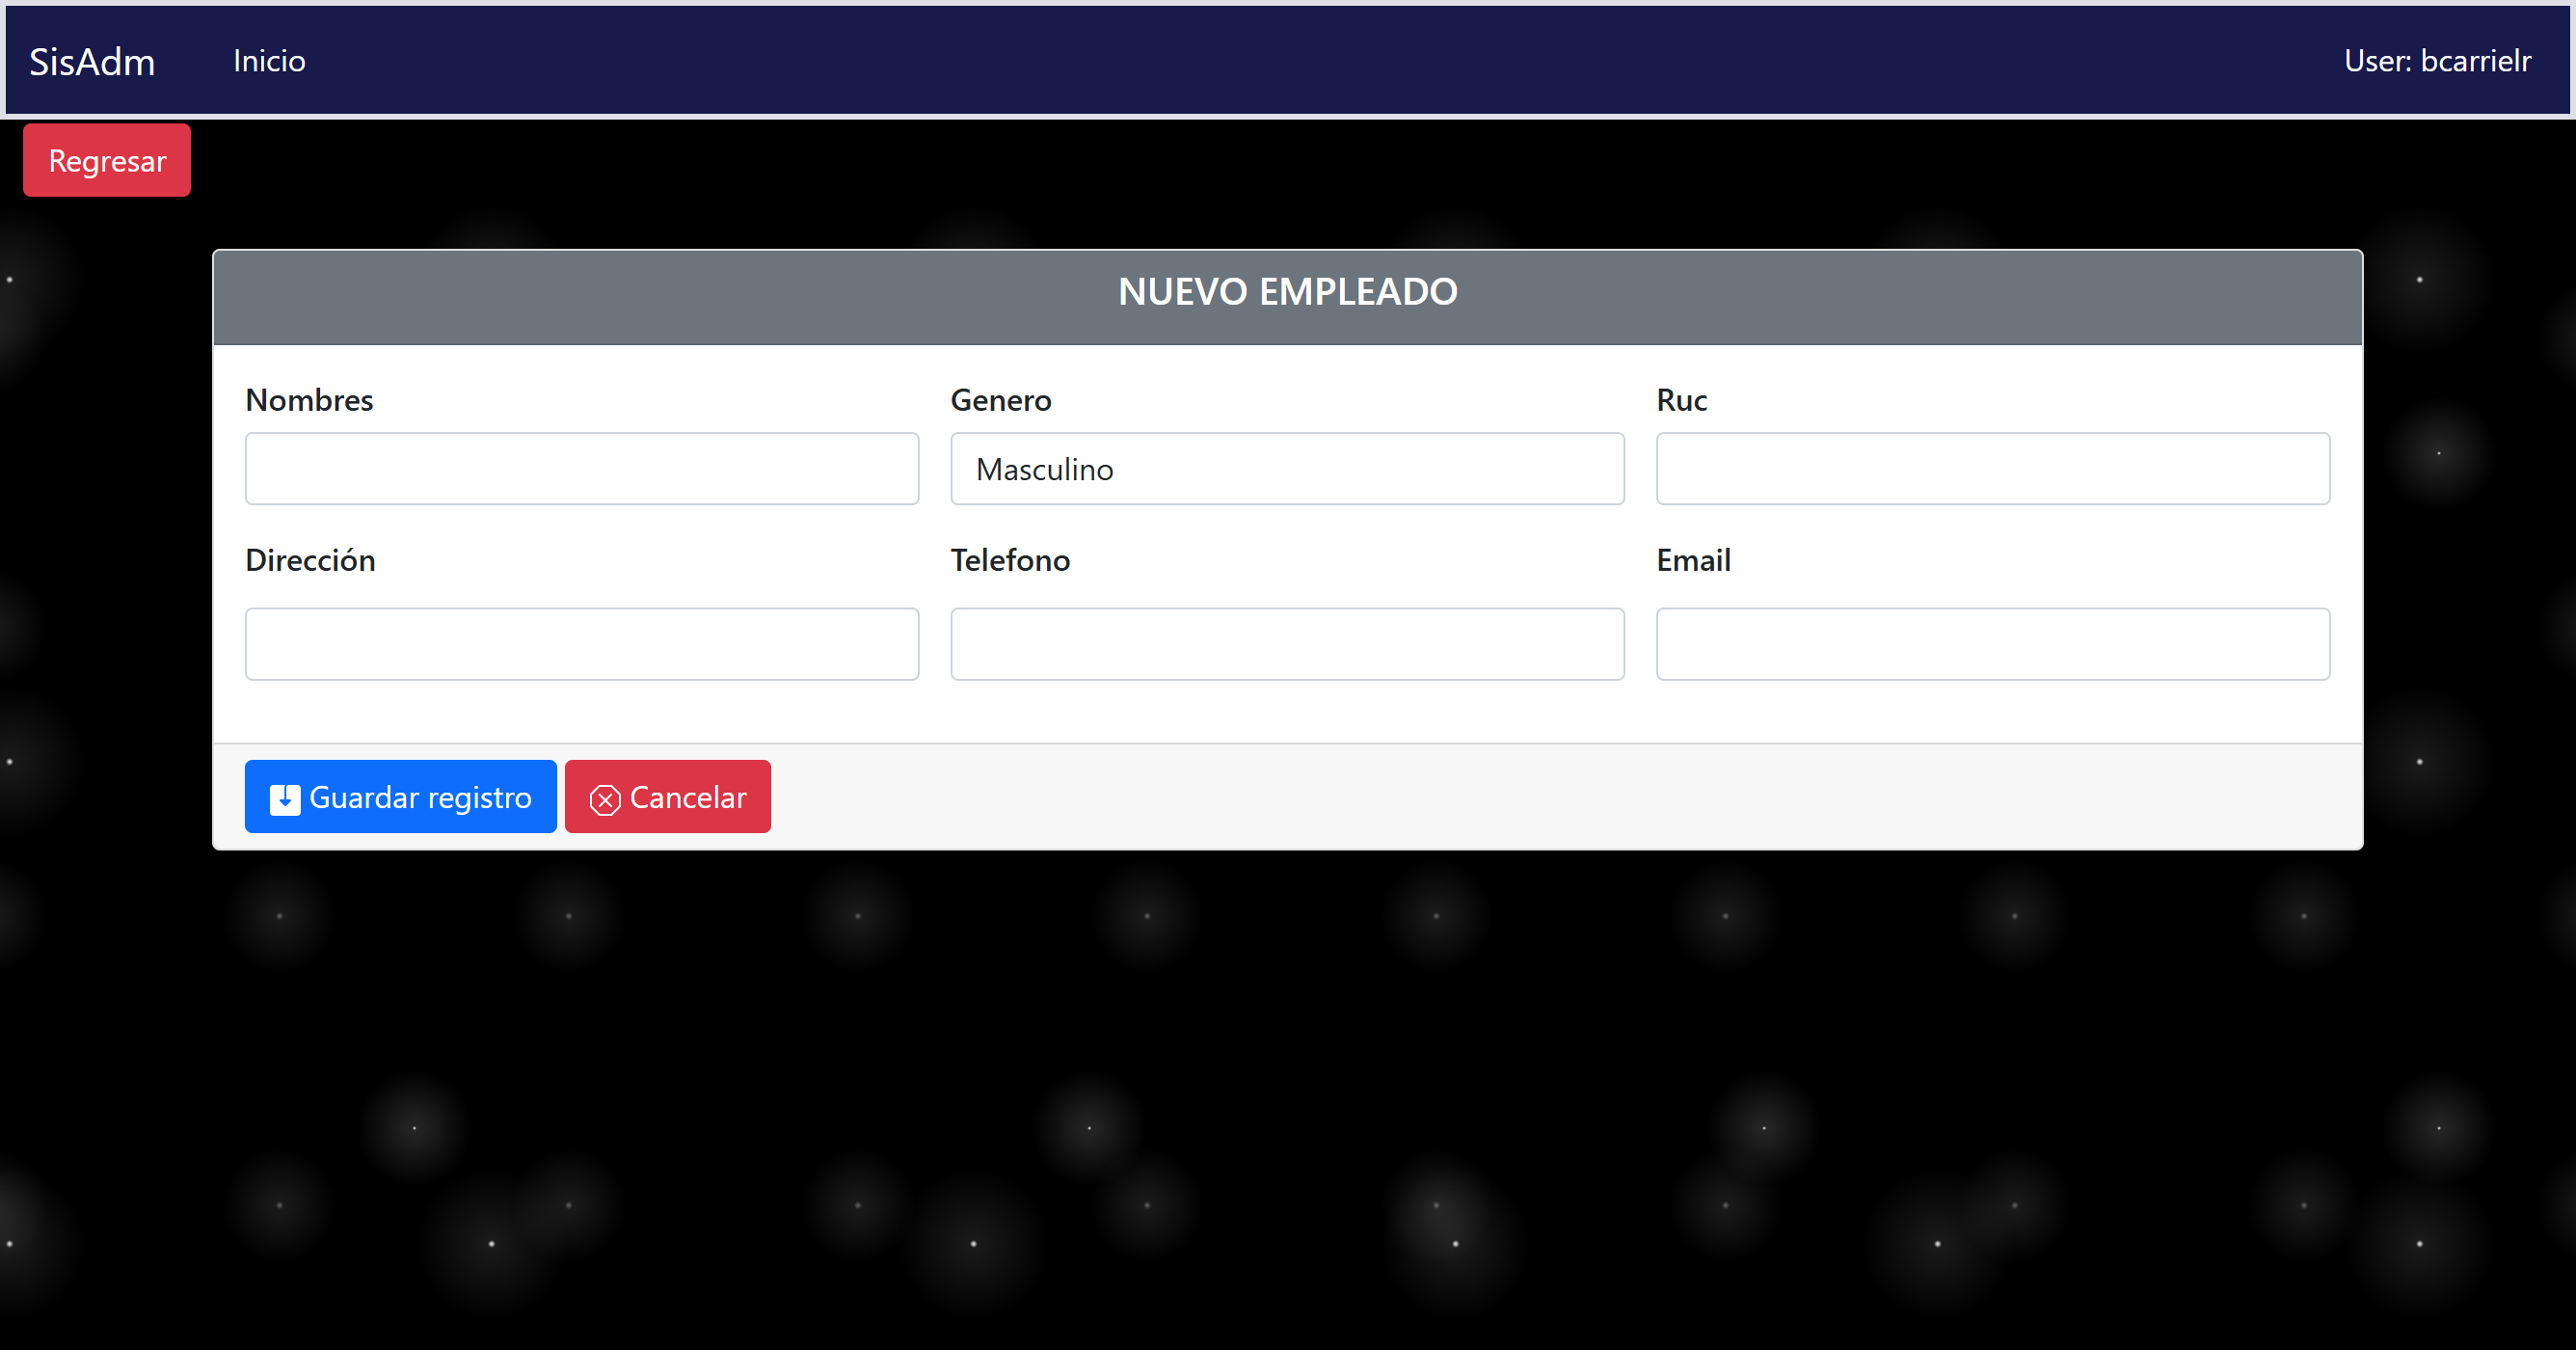 SisAdm Inicio User: bcarrielr
Regresar
NUEVO EMPLEADO
Nombres Genero Ruc
Masculino
Dirección Telefono Email
Guardar registro Cancelar